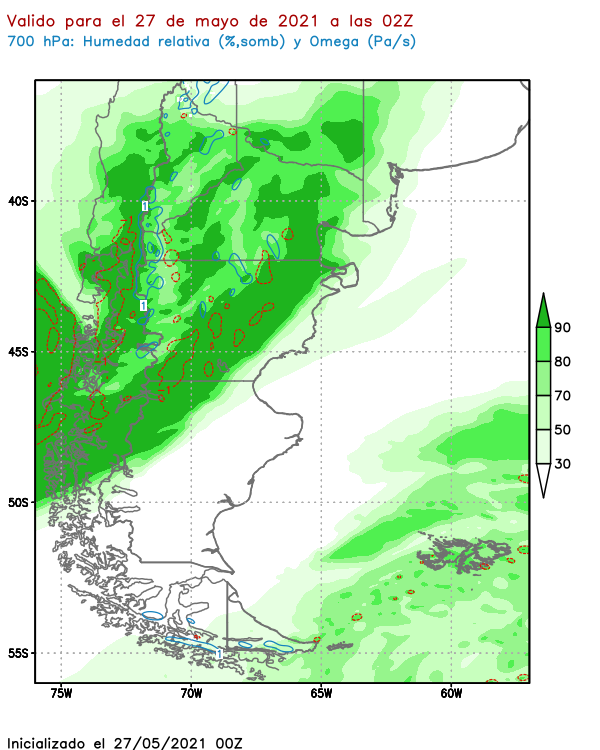 Valido para el 27 de mayo de 2021 a las 02Z
700 hPa: Humedad relativa (%,somb) y Omega (Pa/s)
40S
45S
50S
55S
75W 70W 65W 60W
1
1
1
90
80
70
50
30
Inicializado el 27/05/2021 00Z